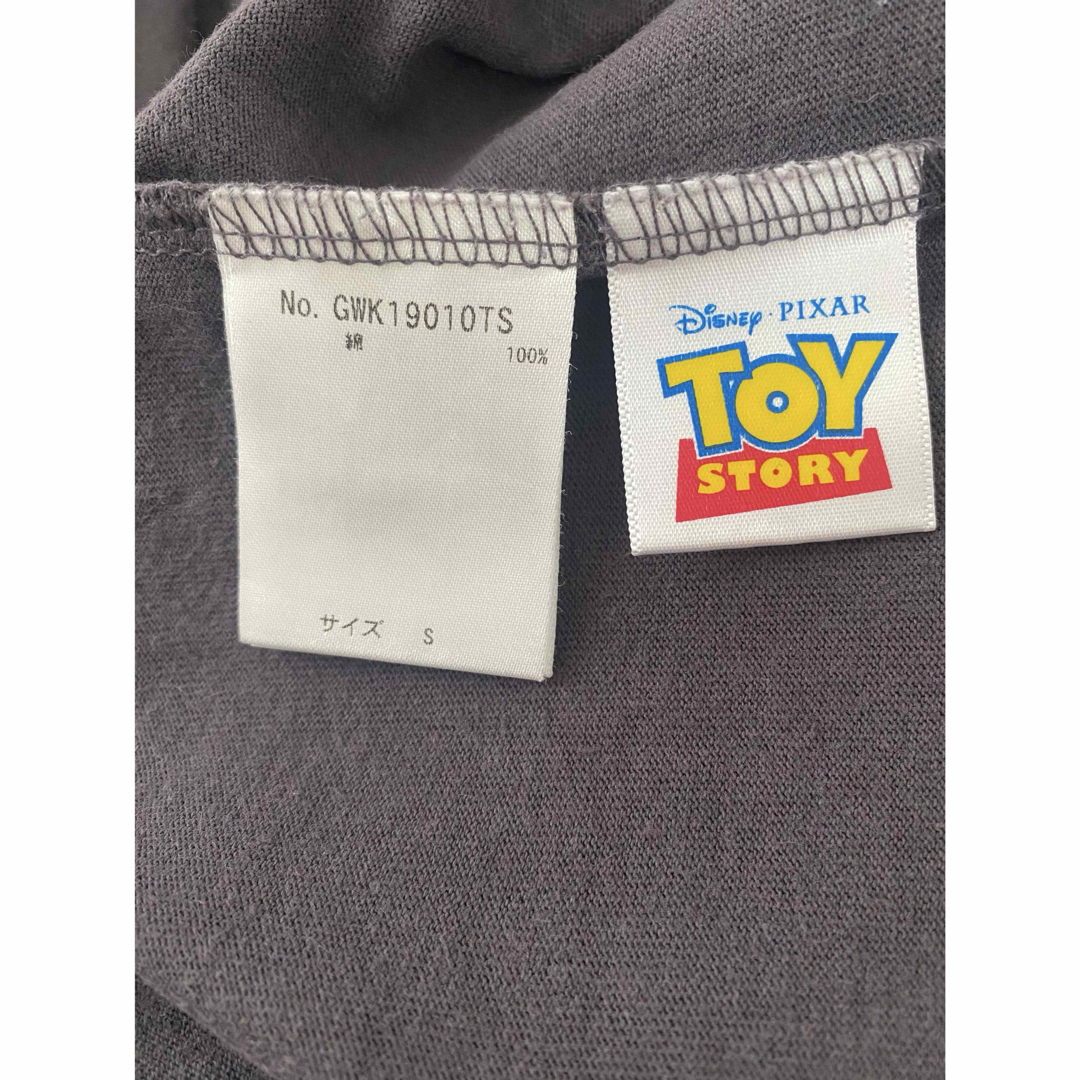 No. GWK19010TS
綿 100%
サイズ S
Disney・PIXAR
TOY
STORY